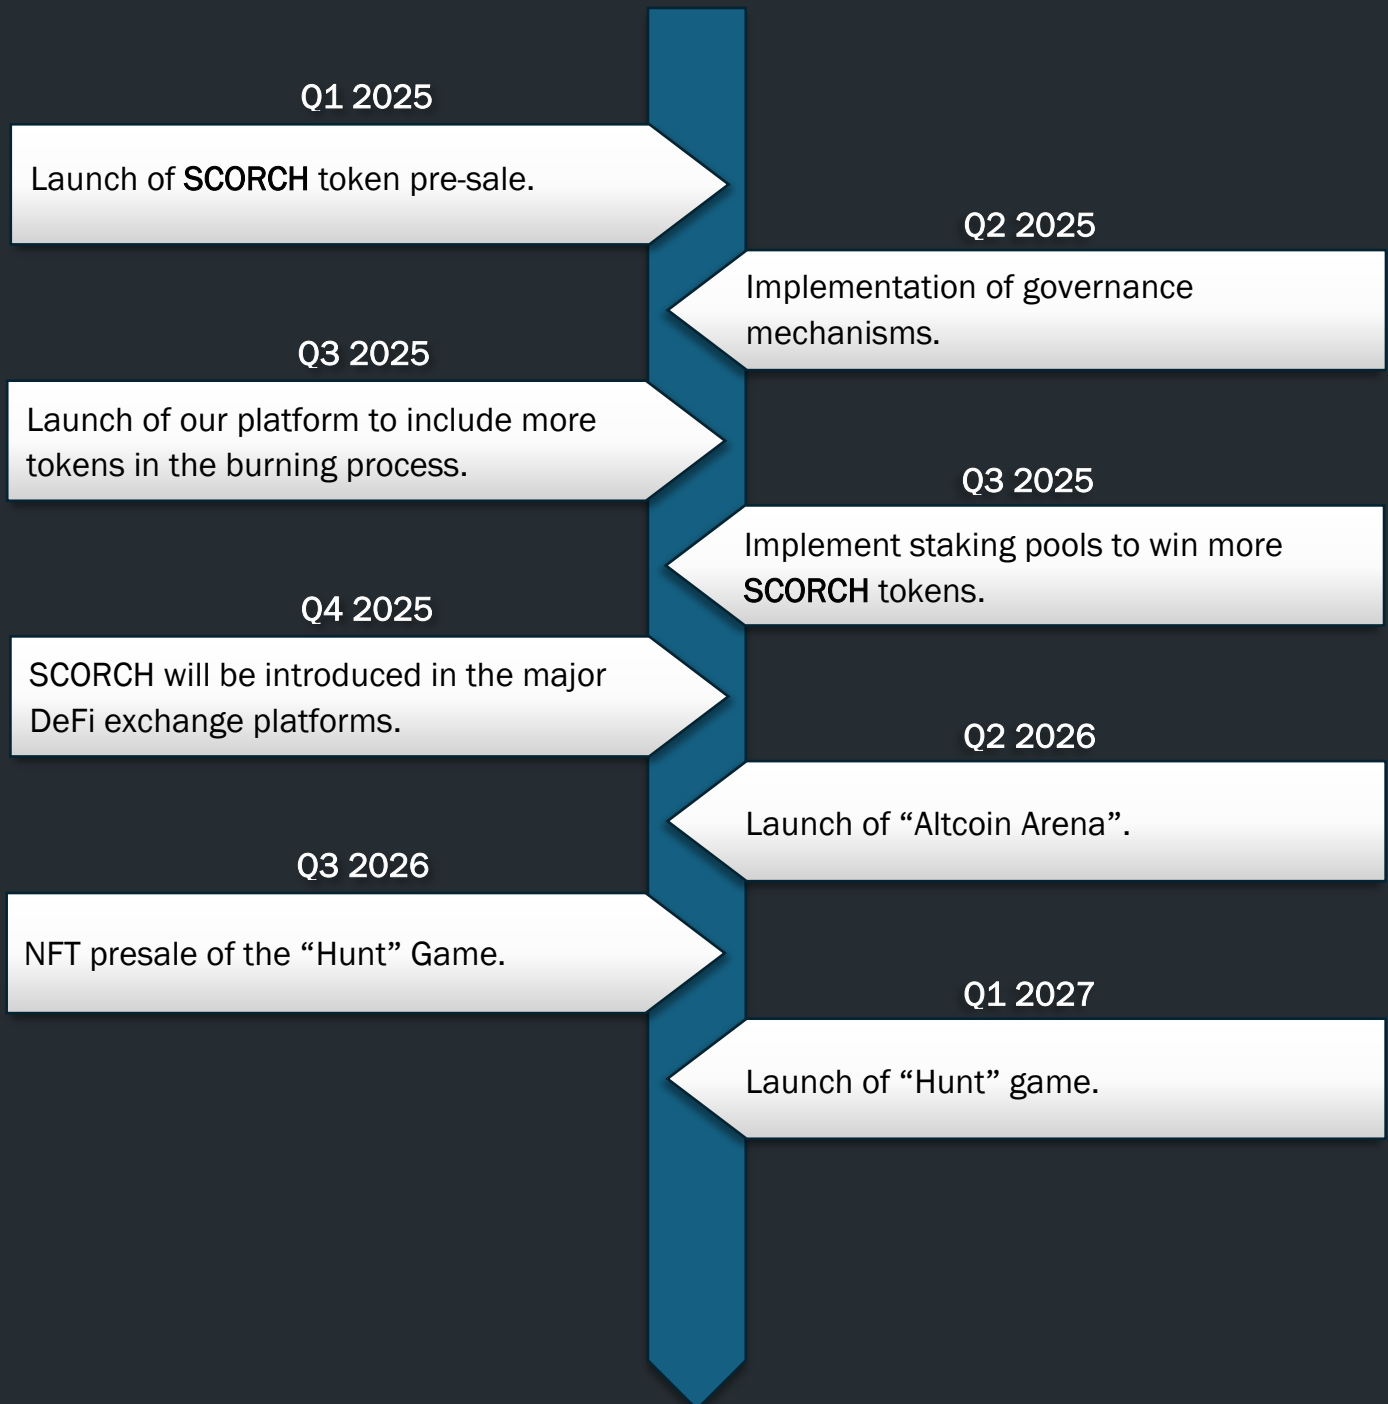 Q1 2025
Launch of SCORCH token pre-sale.
Q2 2025
Implementation of governance
mechanisms.
Q3 2025
Launch of our platform to include more
tokens in the burning process.
Q3 2025
Implement staking pools to win more
SCORCH tokens.
Q4 2025
SCORCH will be introduced in the major
DeFi exchange platforms.
Q2 2026
Launch of “Altcoin Arena”.
Q3 2026
NFT presale of the “Hunt” Game.
Q1 2027
Launch of “Hunt” game.